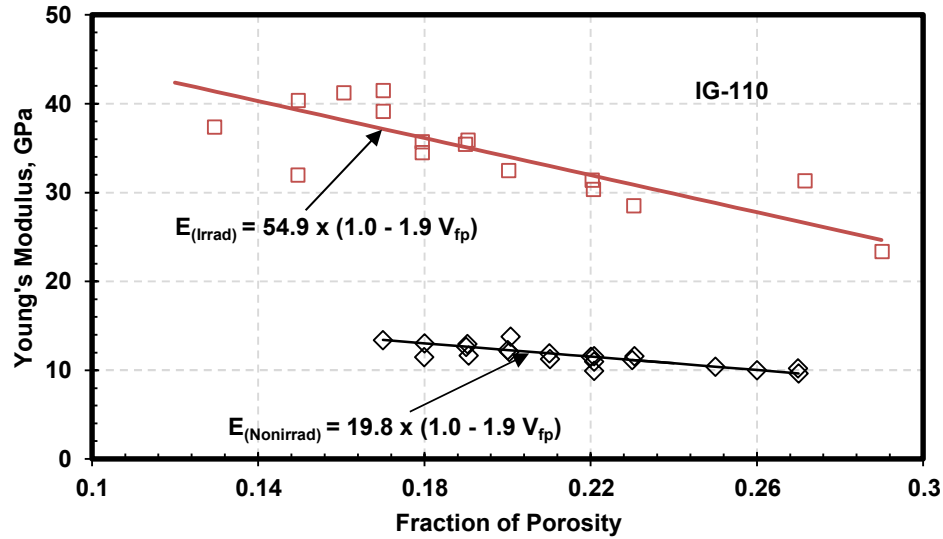 50
40
30
20
10
0
Young's Modulus, GPa
IG-110
E(Irrad) = 54.9 x (1.0 - 1.9 Vfp)
E(Nonirrad) = 19.8 x (1.0 - 1.9 Vfp)
0.1 0.14 0.18 0.22 0.26 0.3
Fraction of Porosity